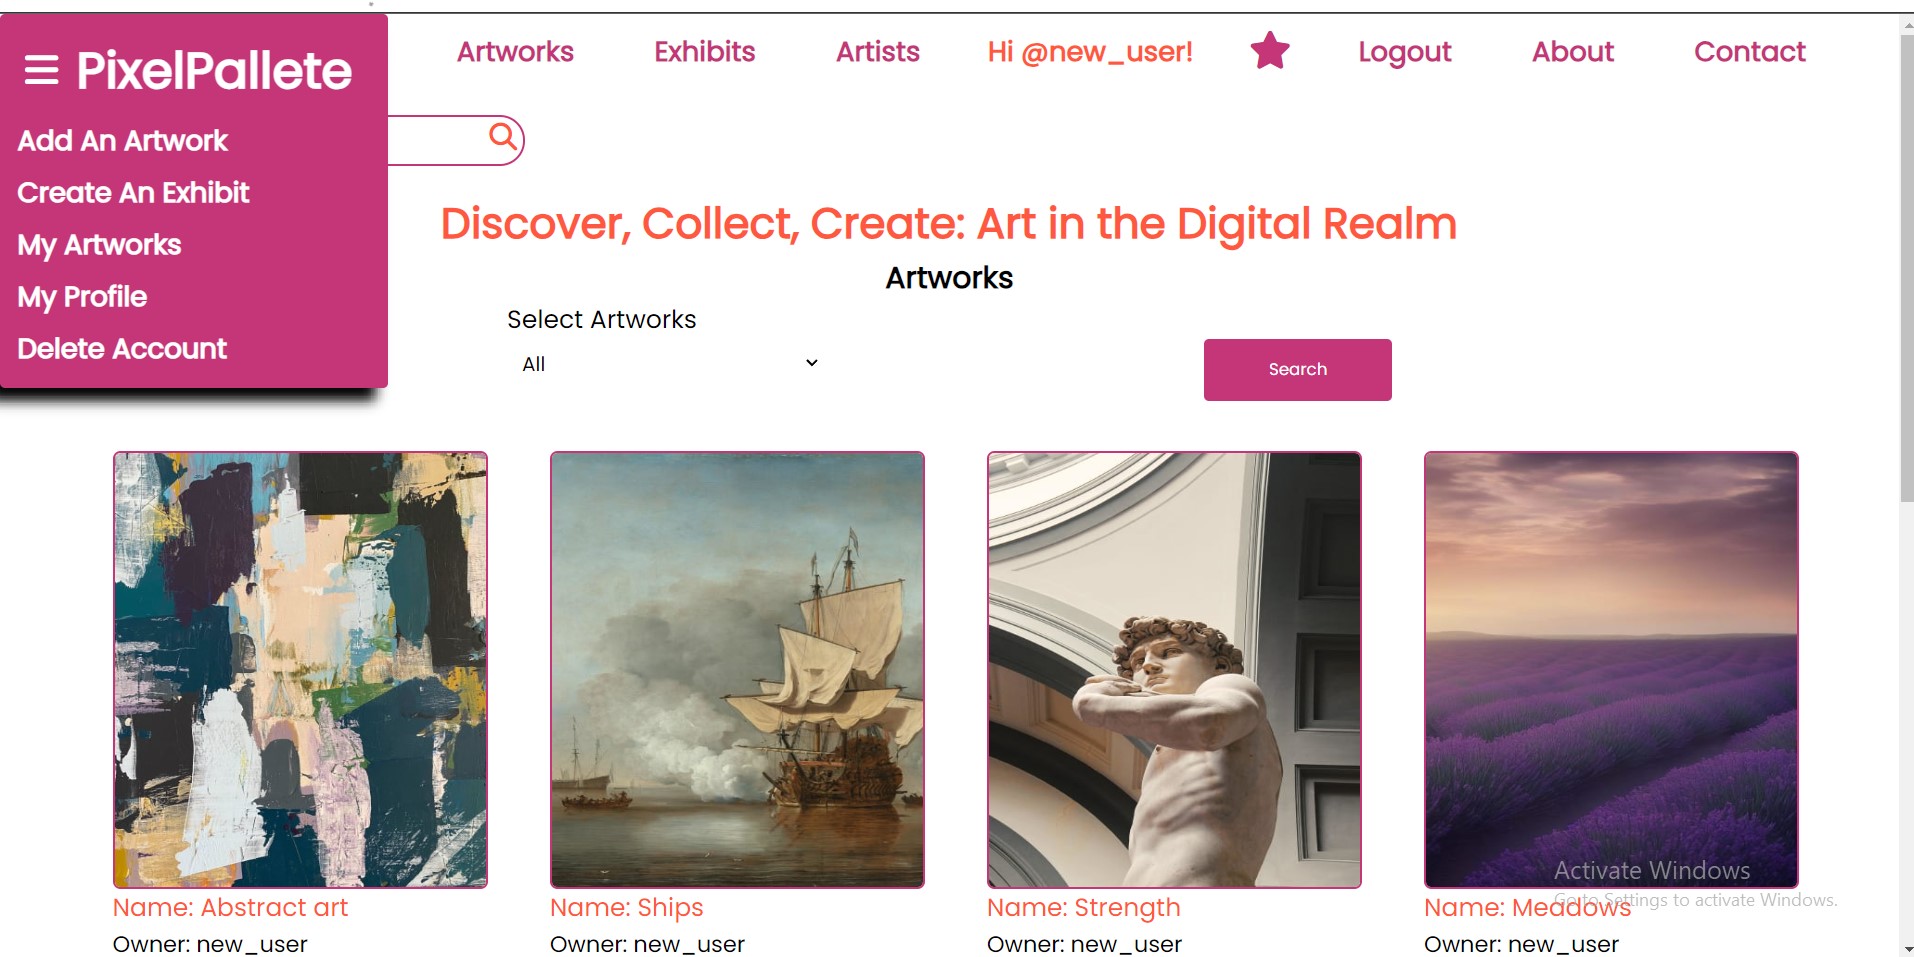 PixelPallete
Artworks Exhibits Artists Hi @new_user! Logout About Contact
Add An Artwork
Create An Exhibit
My Artworks
My Profile
Delete Account
Discover, Collect, Create: Art in the Digital Realm
Artworks
Select Artworks
All
Search
Activate Windows
Go to Settings to activate Windows.
Name: Abstract art
Owner: new_user
Name: Ships
Owner: new_user
Name: Strength
Owner: new_user
Name: Meadows
Owner: new_user